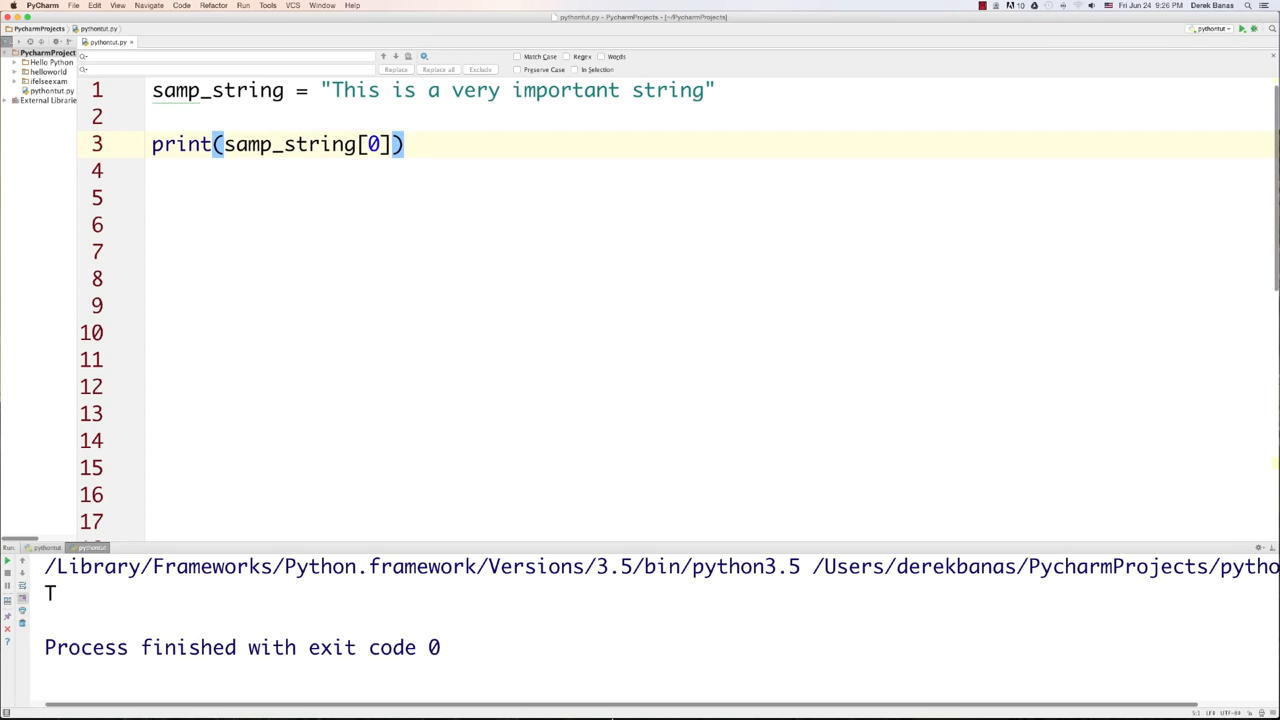 PyCharm File Edit View Navigate Code Refactor Run Tools VCS Window Help 10 Fri Jun 24 9:26 PM Derek Banas
pythontut.py - PycharmProjects - [~/PycharmProjects]
PycharmProjects pythontut.py pythontut
pythontut.py ×
PycharmProject
Match Case Regex Words
Hello Python
helloworld
Replace Replace all Exclude Preserve Case In Selection
ifelseexam
pythontut.py
External Librarie
1 samp_string = "This is a very important string"
2
3 print(samp_string[0])
4
5
6
7
8
9
10
11
12
13
14
15
16
17
Run: pythontut pythontut
/Library/Frameworks/Python.framework/Versions/3.5/bin/python3.5 /Users/derekbanas/PycharmProjects/pytho
T
Process finished with exit code 0
5:1 LF÷ UTF-8÷